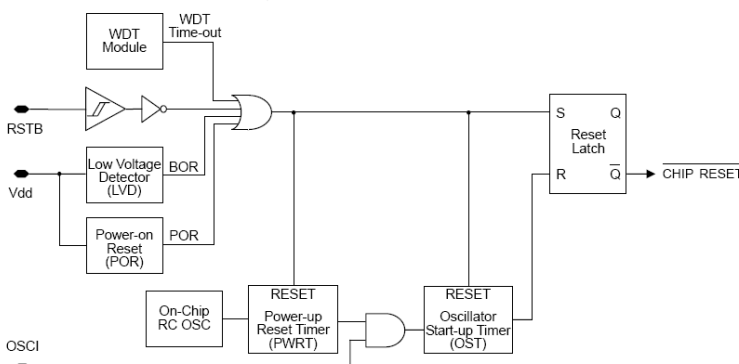 WDT
Time-out
WDT
Module
RSTB
Low Voltage
Detector
(LVD)
BOR
Vdd
Power-on
Reset
(POR)
POR
S
Q
Reset
Latch
R
Q
CHIP RESET
On-Chip
RC OSC
RESET
Power-up
Reset Timer
(PWRT)
RESET
Oscillator
Start-up Timer
(OST)
OSCI